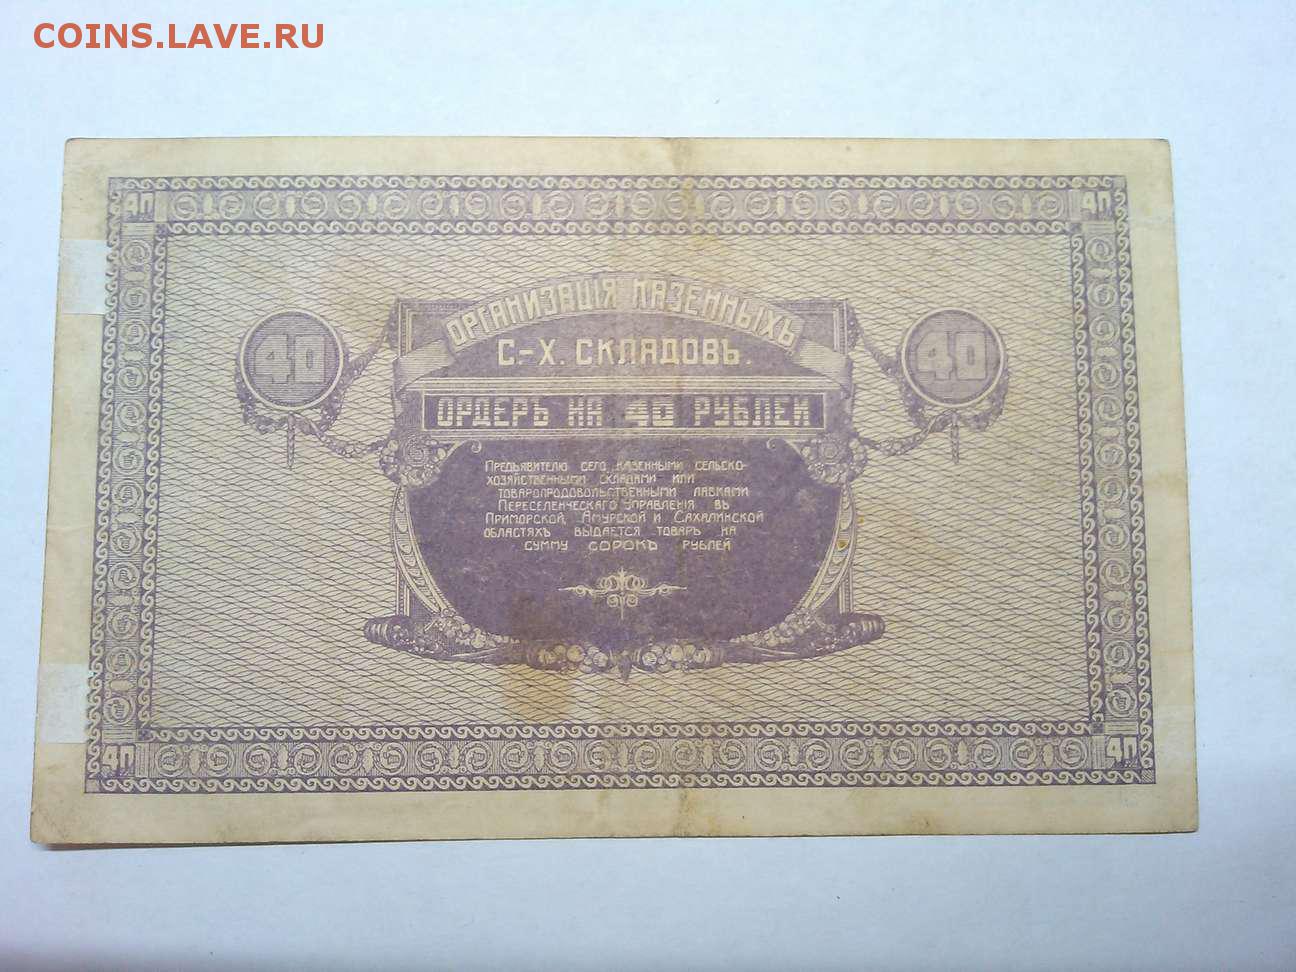 COINS.LAVE.RU
40 40
ОРГАНИЗАЦІЯ КАЗЕННЫХЪ
С.-Х. СКЛАДОВЪ.
40 40
ОРДЕРЪ НА 40 РУБЛЕЙ
Предъявителю сего, казенными сельско-
хозяйственными складами или
товаропродовольственными лавками
Переселенческаго Управленія въ
Приморской, Амурской и Сахалинской
областяхъ выдается товаръ на
сумму сорокъ рублей
40 40